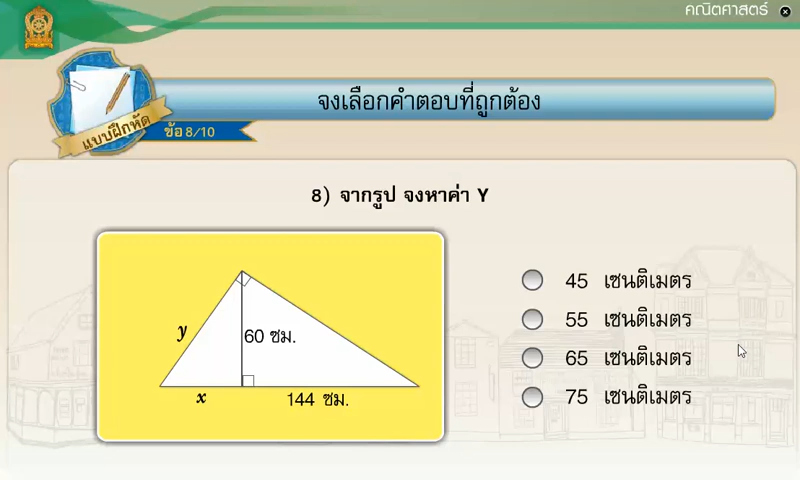 คณิตศาสตร์
จงเลือกคำตอบที่ถูกต้อง
แบบฝึกหัด
ข้อ 8/10
8) จากรูป จงหาค่า Y
y
60 ซม.
x
144 ซม.
45 เซนติเมตร
55 เซนติเมตร
65 เซนติเมตร
75 เซนติเมตร